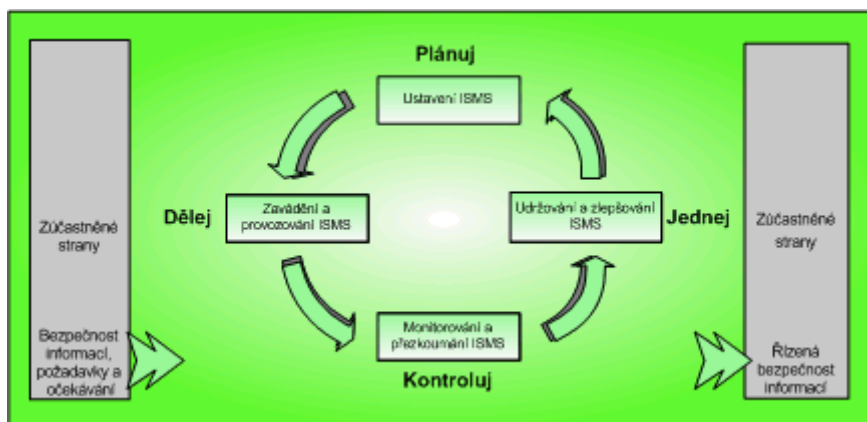 Plánuj
Ustavení ISMS
Zúčastněné
strany
Bezpečnost
informací,
požadavky a
očekávání
Dělej
Zavádění a
provozování ISMS
Udržování a zlepšování
ISMS
Jednej
Monitorování a
přezkoumání ISMS
Kontroluj
Zúčastněné
strany
Řízená
bezpečnost
informací